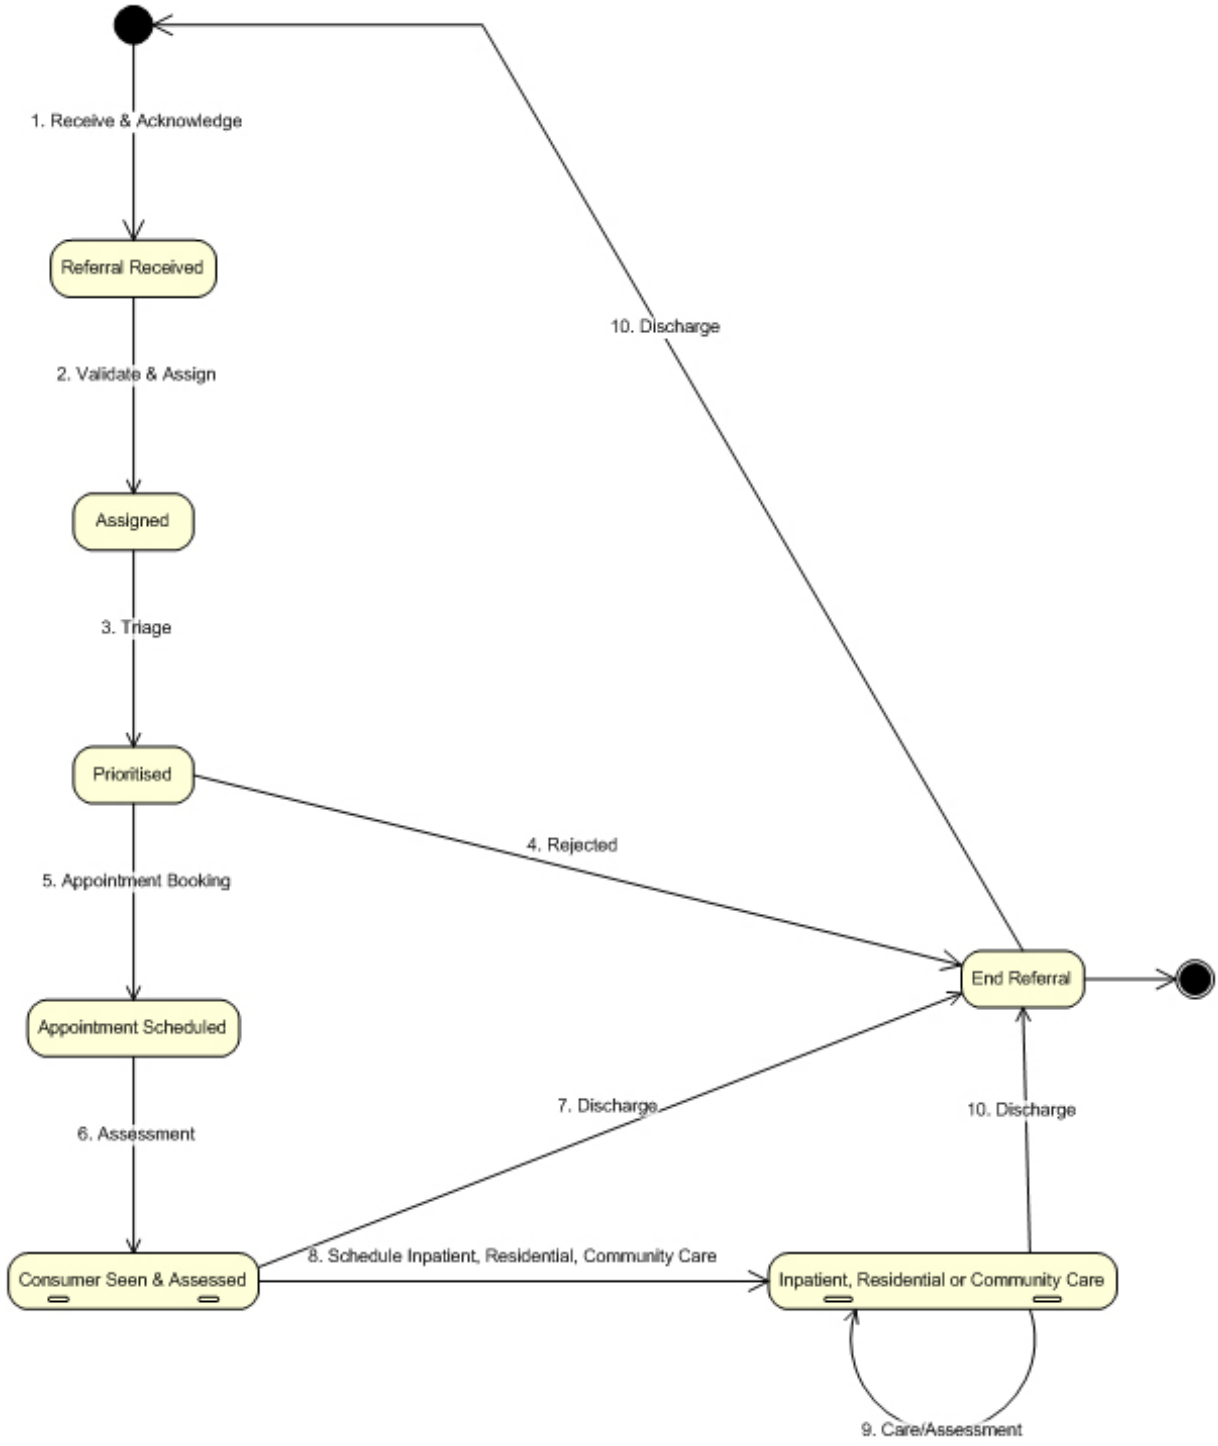 1. Receive & Acknowledge
Referral Received
10. Discharge
2. Validate & Assign
Assigned
3. Triage
Prioritised
4. Rejected
5. Appointment Booking
End Referral
Appointment Scheduled
7. Discharge
10. Discharge
6. Assessment
8. Schedule Inpatient, Residential, Community Care
Consumer Seen & Assessed
Inpatient, Residential or Community Care
9. Care/Assessment